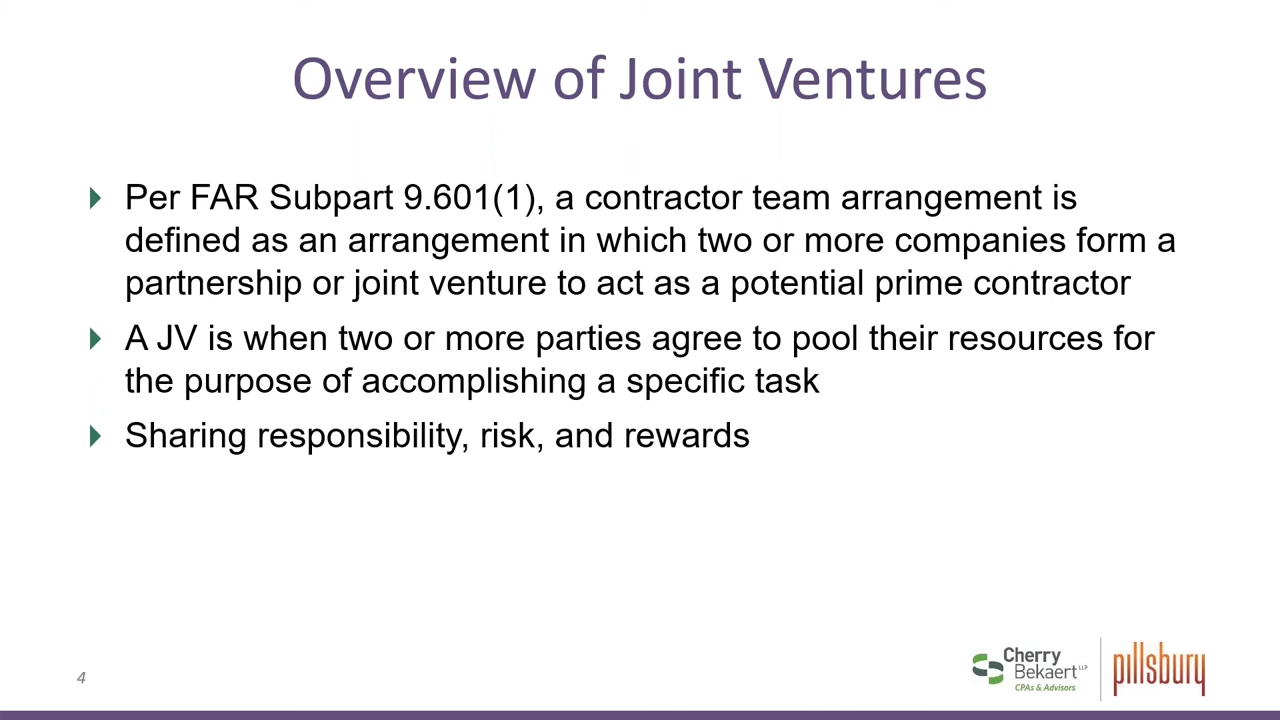 Overview of Joint Ventures
Per FAR Subpart 9.601(1), a contractor team arrangement is
defined as an arrangement in which two or more companies form a
partnership or joint venture to act as a potential prime contractor
A JV is when two or more parties agree to pool their resources for
the purpose of accomplishing a specific task
Sharing responsibility, risk, and rewards
4
Cherry
Bekaert LLP
CPAs & Advisors
pillsbury